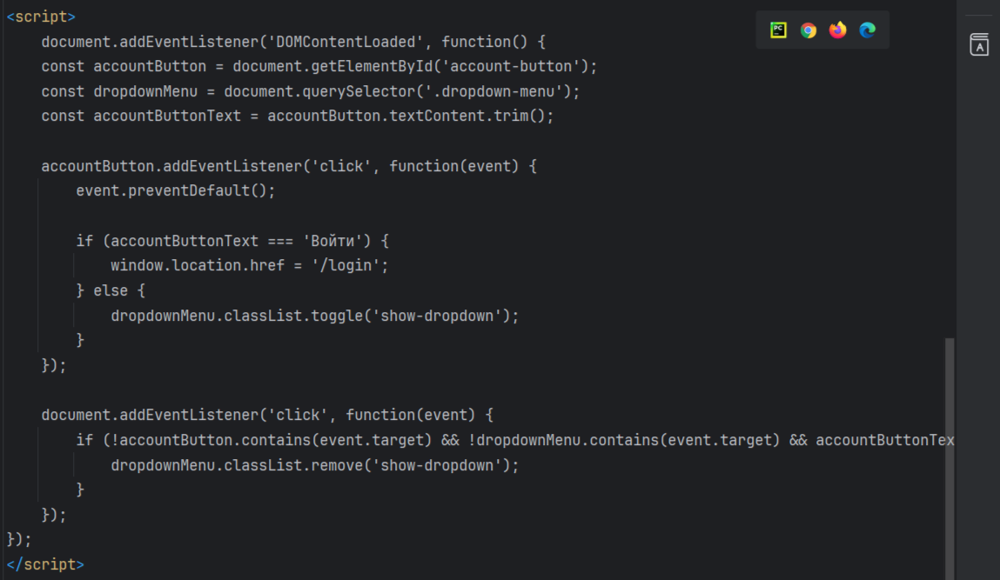 <script>
document.addEventListener('DOMContentLoaded', function() {
const accountButton = document.getElementById('account-button');
const dropdownMenu = document.querySelector('.dropdown-menu');
const accountButtonText = accountButton.textContent.trim();
accountButton.addEventListener('click', function(event) {
event.preventDefault();
if (accountButtonText === 'Войти') {
window.location.href = '/login';
} else {
dropdownMenu.classList.toggle('show-dropdown');
}
});
document.addEventListener('click', function(event) {
if (!accountButton.contains(event.target) && !dropdownMenu.contains(event.target) && accountButtonTex
dropdownMenu.classList.remove('show-dropdown');
}
});
});
</script>
PC
A